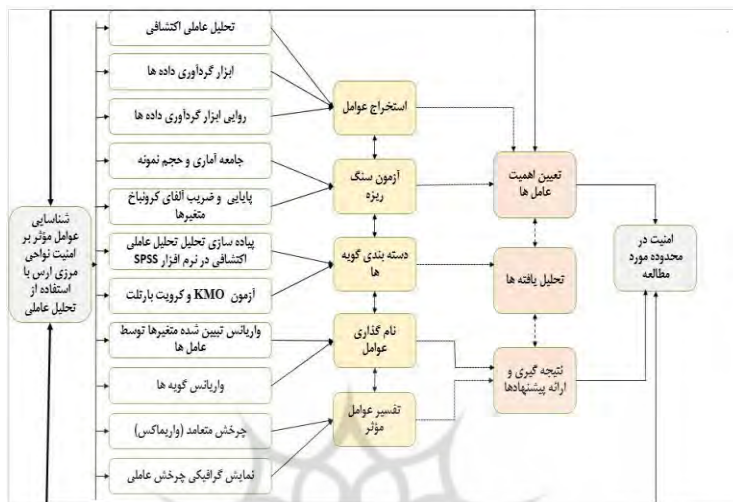 شناسایی
عوامل مؤثر بر
امنیت نواحی
مرزی ارس با
استفاده از
تحلیل عاملی
تحلیل عاملی اکتشافی
ابزار گردآوری داده ها
روایی ابزار گردآوری داده ها
جامعه آماری و حجم نمونه
پایایی و ضریب آلفای کرونباخ
متغیرها
پیاده سازی تحلیل تحلیل عاملی
اکتشافی در نرم افزار SPSS
آزمون KMO و کرویت بارتلت
واریانس تبیین شده متغیرها توسط
عامل ها
واریانس گویه ها
چرخش متعامد (واریماکس)
نمایش گرافیکی چرخش عاملی
استخراج عوامل
آزمون سنگ
ریزه
دسته بندی گویه
ها
نام گذاری
عوامل
تفسیر عوامل
مؤثر
تعیین اهمیت
عامل ها
تحلیل یافته ها
نتیجه گیری و
ارائه پیشنهادها
امنیت در
محدوده مورد
مطالعه